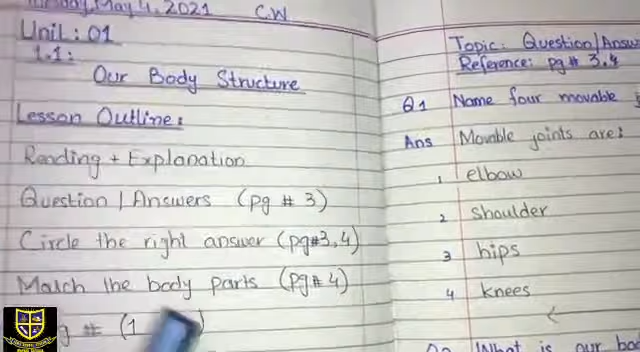 May 4, 2021 CW
Unit: 01
1.1:
Our Body Structure
Lesson Outline:
Reading + Explanation
Question | Answers (pg # 3)
Circle the right answer (pg#3,4)
Match the body parts (pg#4)
g # (1 )
Topic: Question/Answ
Reference: pg # 3,4
Q1 Name four movable
Ans Movable joints are:
1 elbow
2 shoulder
3 hips
4 knees
What is our bo